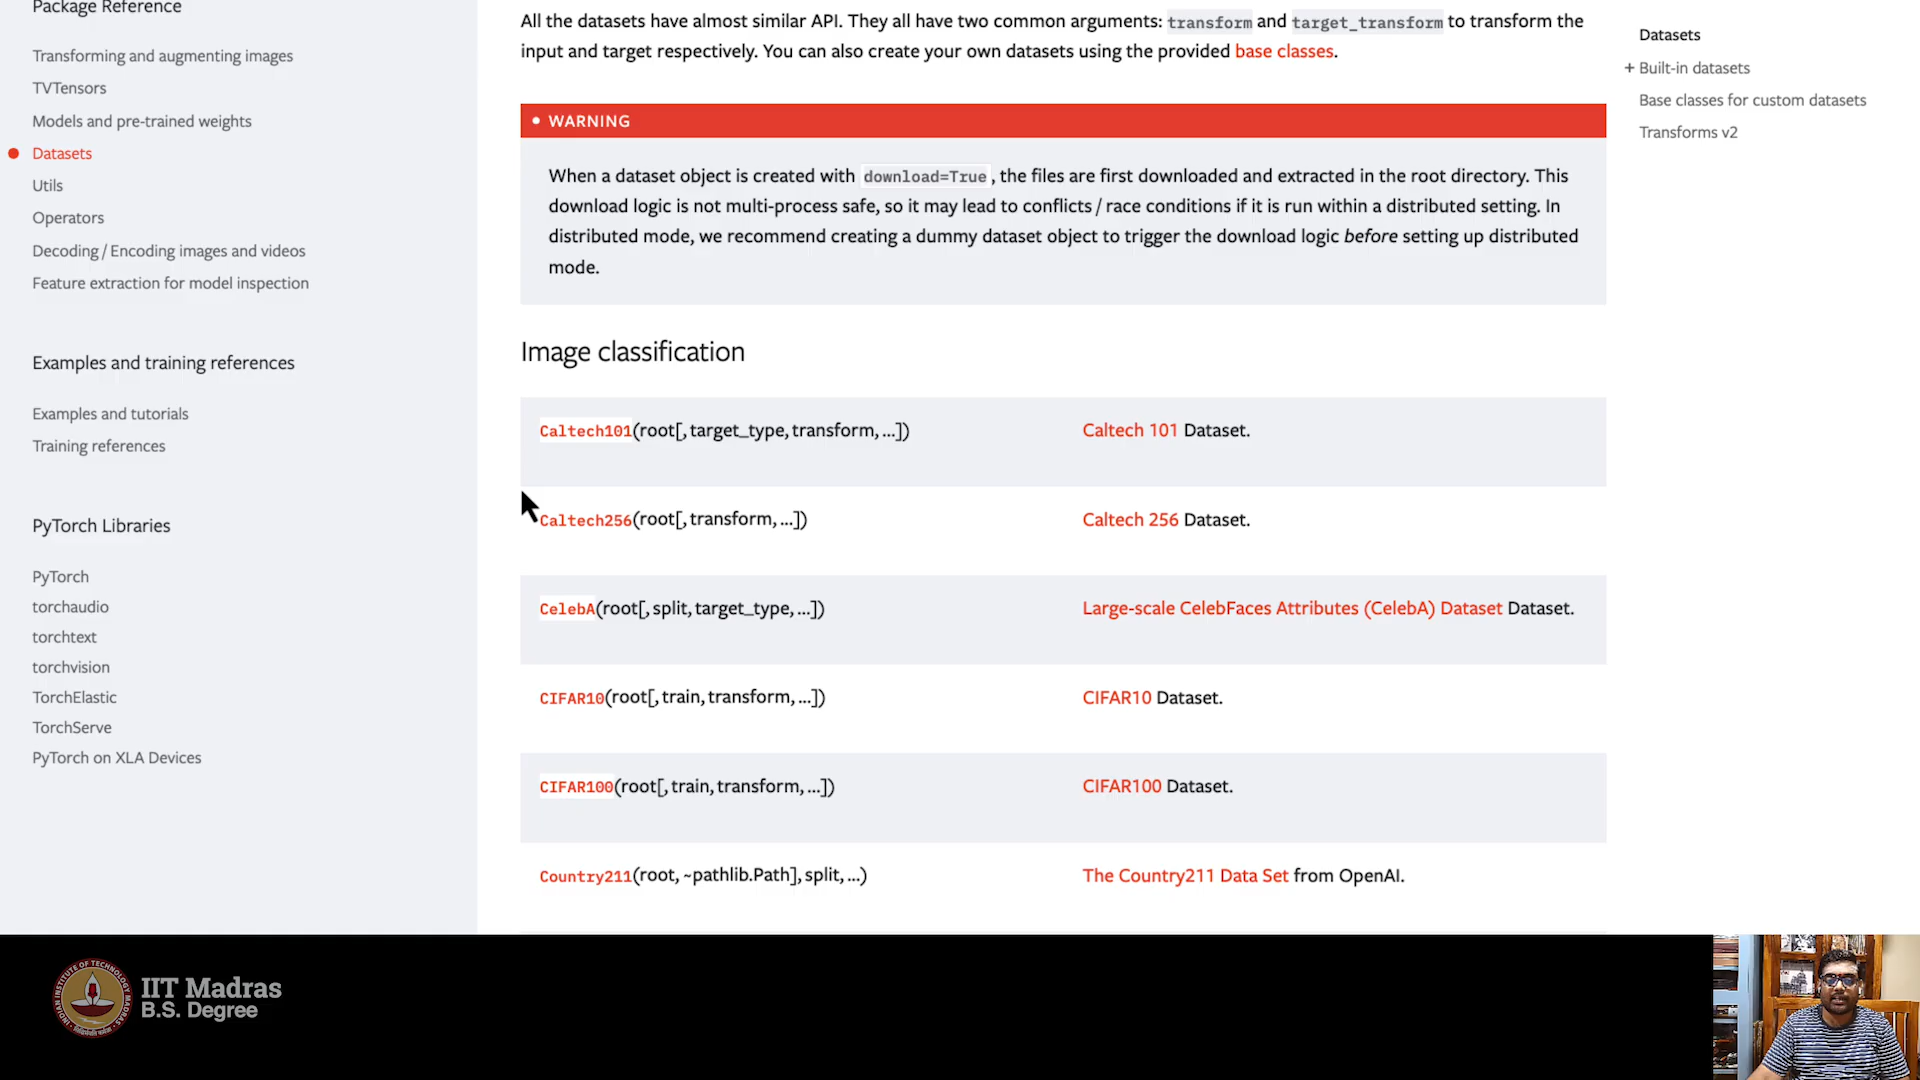 Package Reference
Transforming and augmenting images
TVTensors
Models and pre-trained weights
Datasets
Utils
Operators
Decoding / Encoding images and videos
Feature extraction for model inspection
Examples and training references
Examples and tutorials
Training references
PyTorch Libraries
PyTorch
torchaudio
torchtext
torchvision
TorchElastic
TorchServe
PyTorch on XLA Devices
All the datasets have almost similar API. They all have two common arguments: transform and target_transform to transform the
input and target respectively. You can also create your own datasets using the provided base classes.
WARNING
When a dataset object is created with download=True, the files are first downloaded and extracted in the root directory. This
download logic is not multi-process safe, so it may lead to conflicts / race conditions if it is run within a distributed setting. In
distributed mode, we recommend creating a dummy dataset object to trigger the download logic before setting up distributed
mode.
Image classification
Caltech101(root[, target_type, transform, ...]) Caltech 101 Dataset.
Caltech256(root[, transform, ...]) Caltech 256 Dataset.
CelebA(root[, split, target_type, ...]) Large-scale CelebFaces Attributes (CelebA) Dataset Dataset.
CIFAR10(root[, train, transform, ...]) CIFAR10 Dataset.
CIFAR100(root[, train, transform, ...]) CIFAR100 Dataset.
Country211(root, ~pathlib.Path], split, ...) The Country211 Data Set from OpenAI.
Datasets
+ Built-in datasets
Base classes for custom datasets
Transforms v2
INDIAN INSTITUTE OF TECHNOLOGY MADRAS
IIT Madras
B.S. Degree